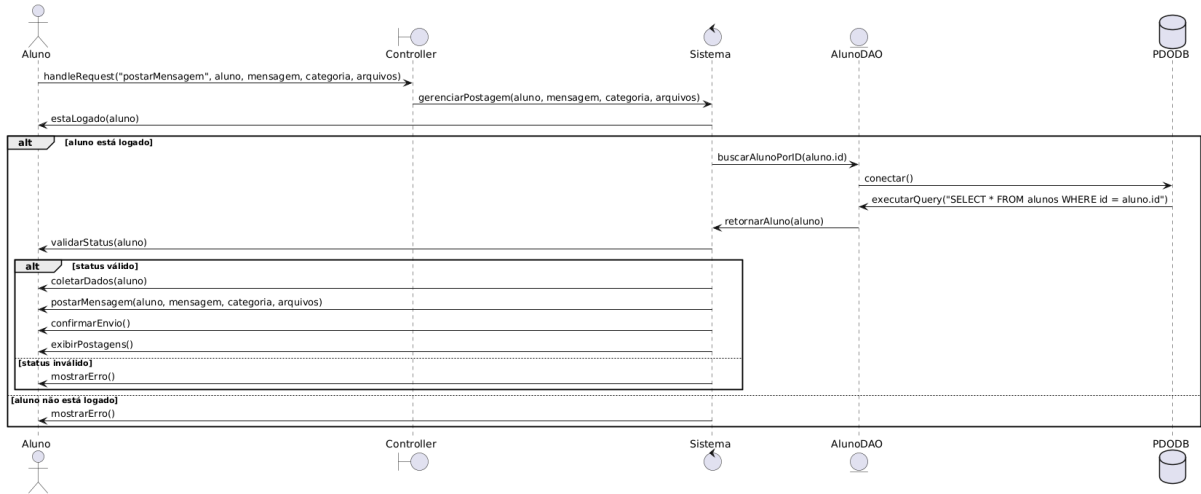 Aluno
Controller
Sistema
AlunoDAO
PDODB
handleRequest("postarMensagem", aluno, mensagem, categoria, arquivos)
gerenciarPostagem(aluno, mensagem, categoria, arquivos)
estaLogado(aluno)
alt [aluno está logado]
buscarAlunoPorID(aluno.id)
conectar()
executarQuery("SELECT * FROM alunos WHERE id = aluno.id")
retornarAluno(aluno)
validarStatus(aluno)
alt [status válido]
coletarDados(aluno)
postarMensagem(aluno, mensagem, categoria, arquivos)
confirmarEnvio()
exibirPostagens()
[status inválido]
mostrarErro()
[aluno não está logado]
mostrarErro()
Aluno
Controller
Sistema
AlunoDAO
PDODB